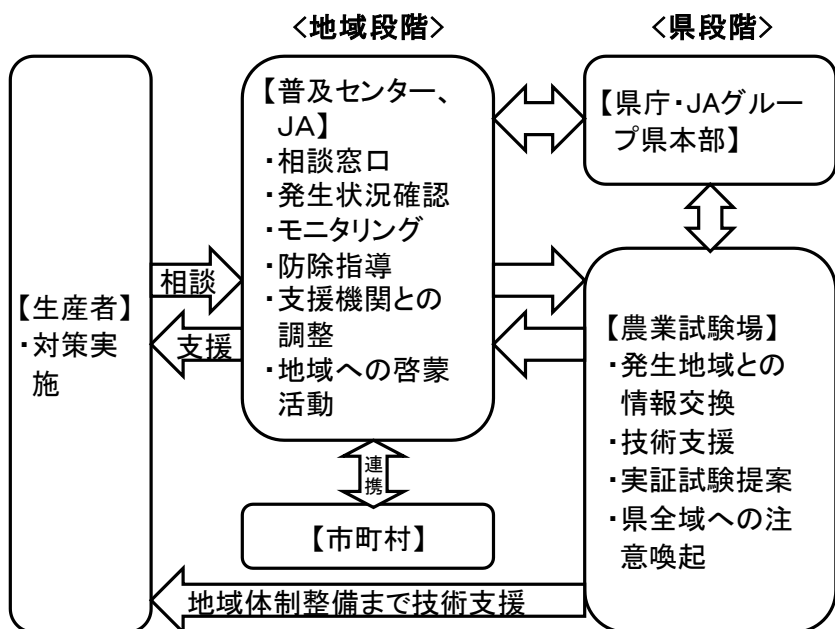 <地域段階>
<県段階>
【生産者】
・対策実
施
相談
支援
【普及センター、
JA】
・相談窓口
・発生状況確認
・モニタリング
・防除指導
・支援機関との
調整
・地域への啓蒙
活動
連
携
【市町村】
【県庁・JAグルー
プ県本部】
【農業試験場】
・発生地域との
情報交換
・技術支援
・実証試験提案
・県全域への注
意喚起
地域体制整備まで技術支援